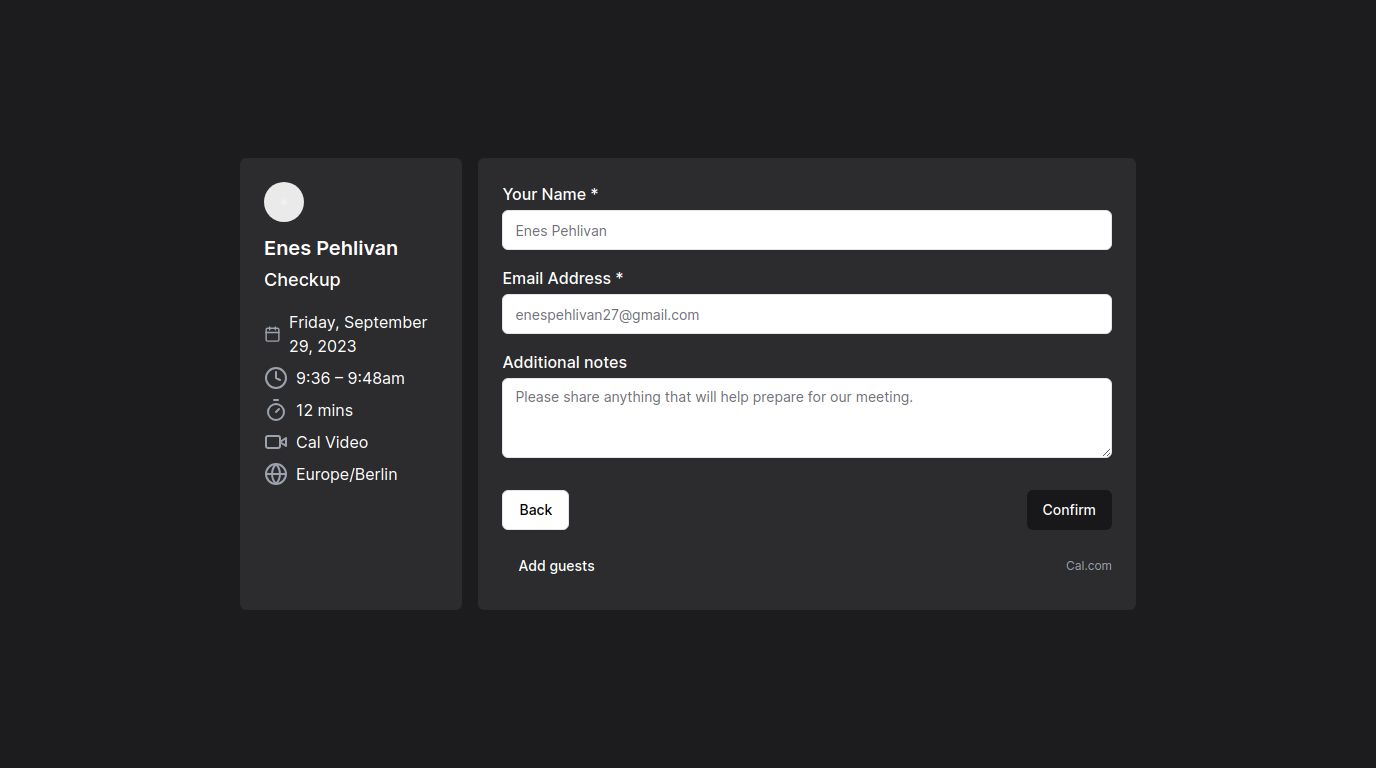 Enes Pehlivan
Checkup
Friday, September
29, 2023
9:36 – 9:48am
12 mins
Cal Video
Europe/Berlin
Your Name *
Enes Pehlivan
Email Address *
enespehlivan27@gmail.com
Additional notes
Please share anything that will help prepare for our meeting.
Back
Confirm
Add guests
Cal.com